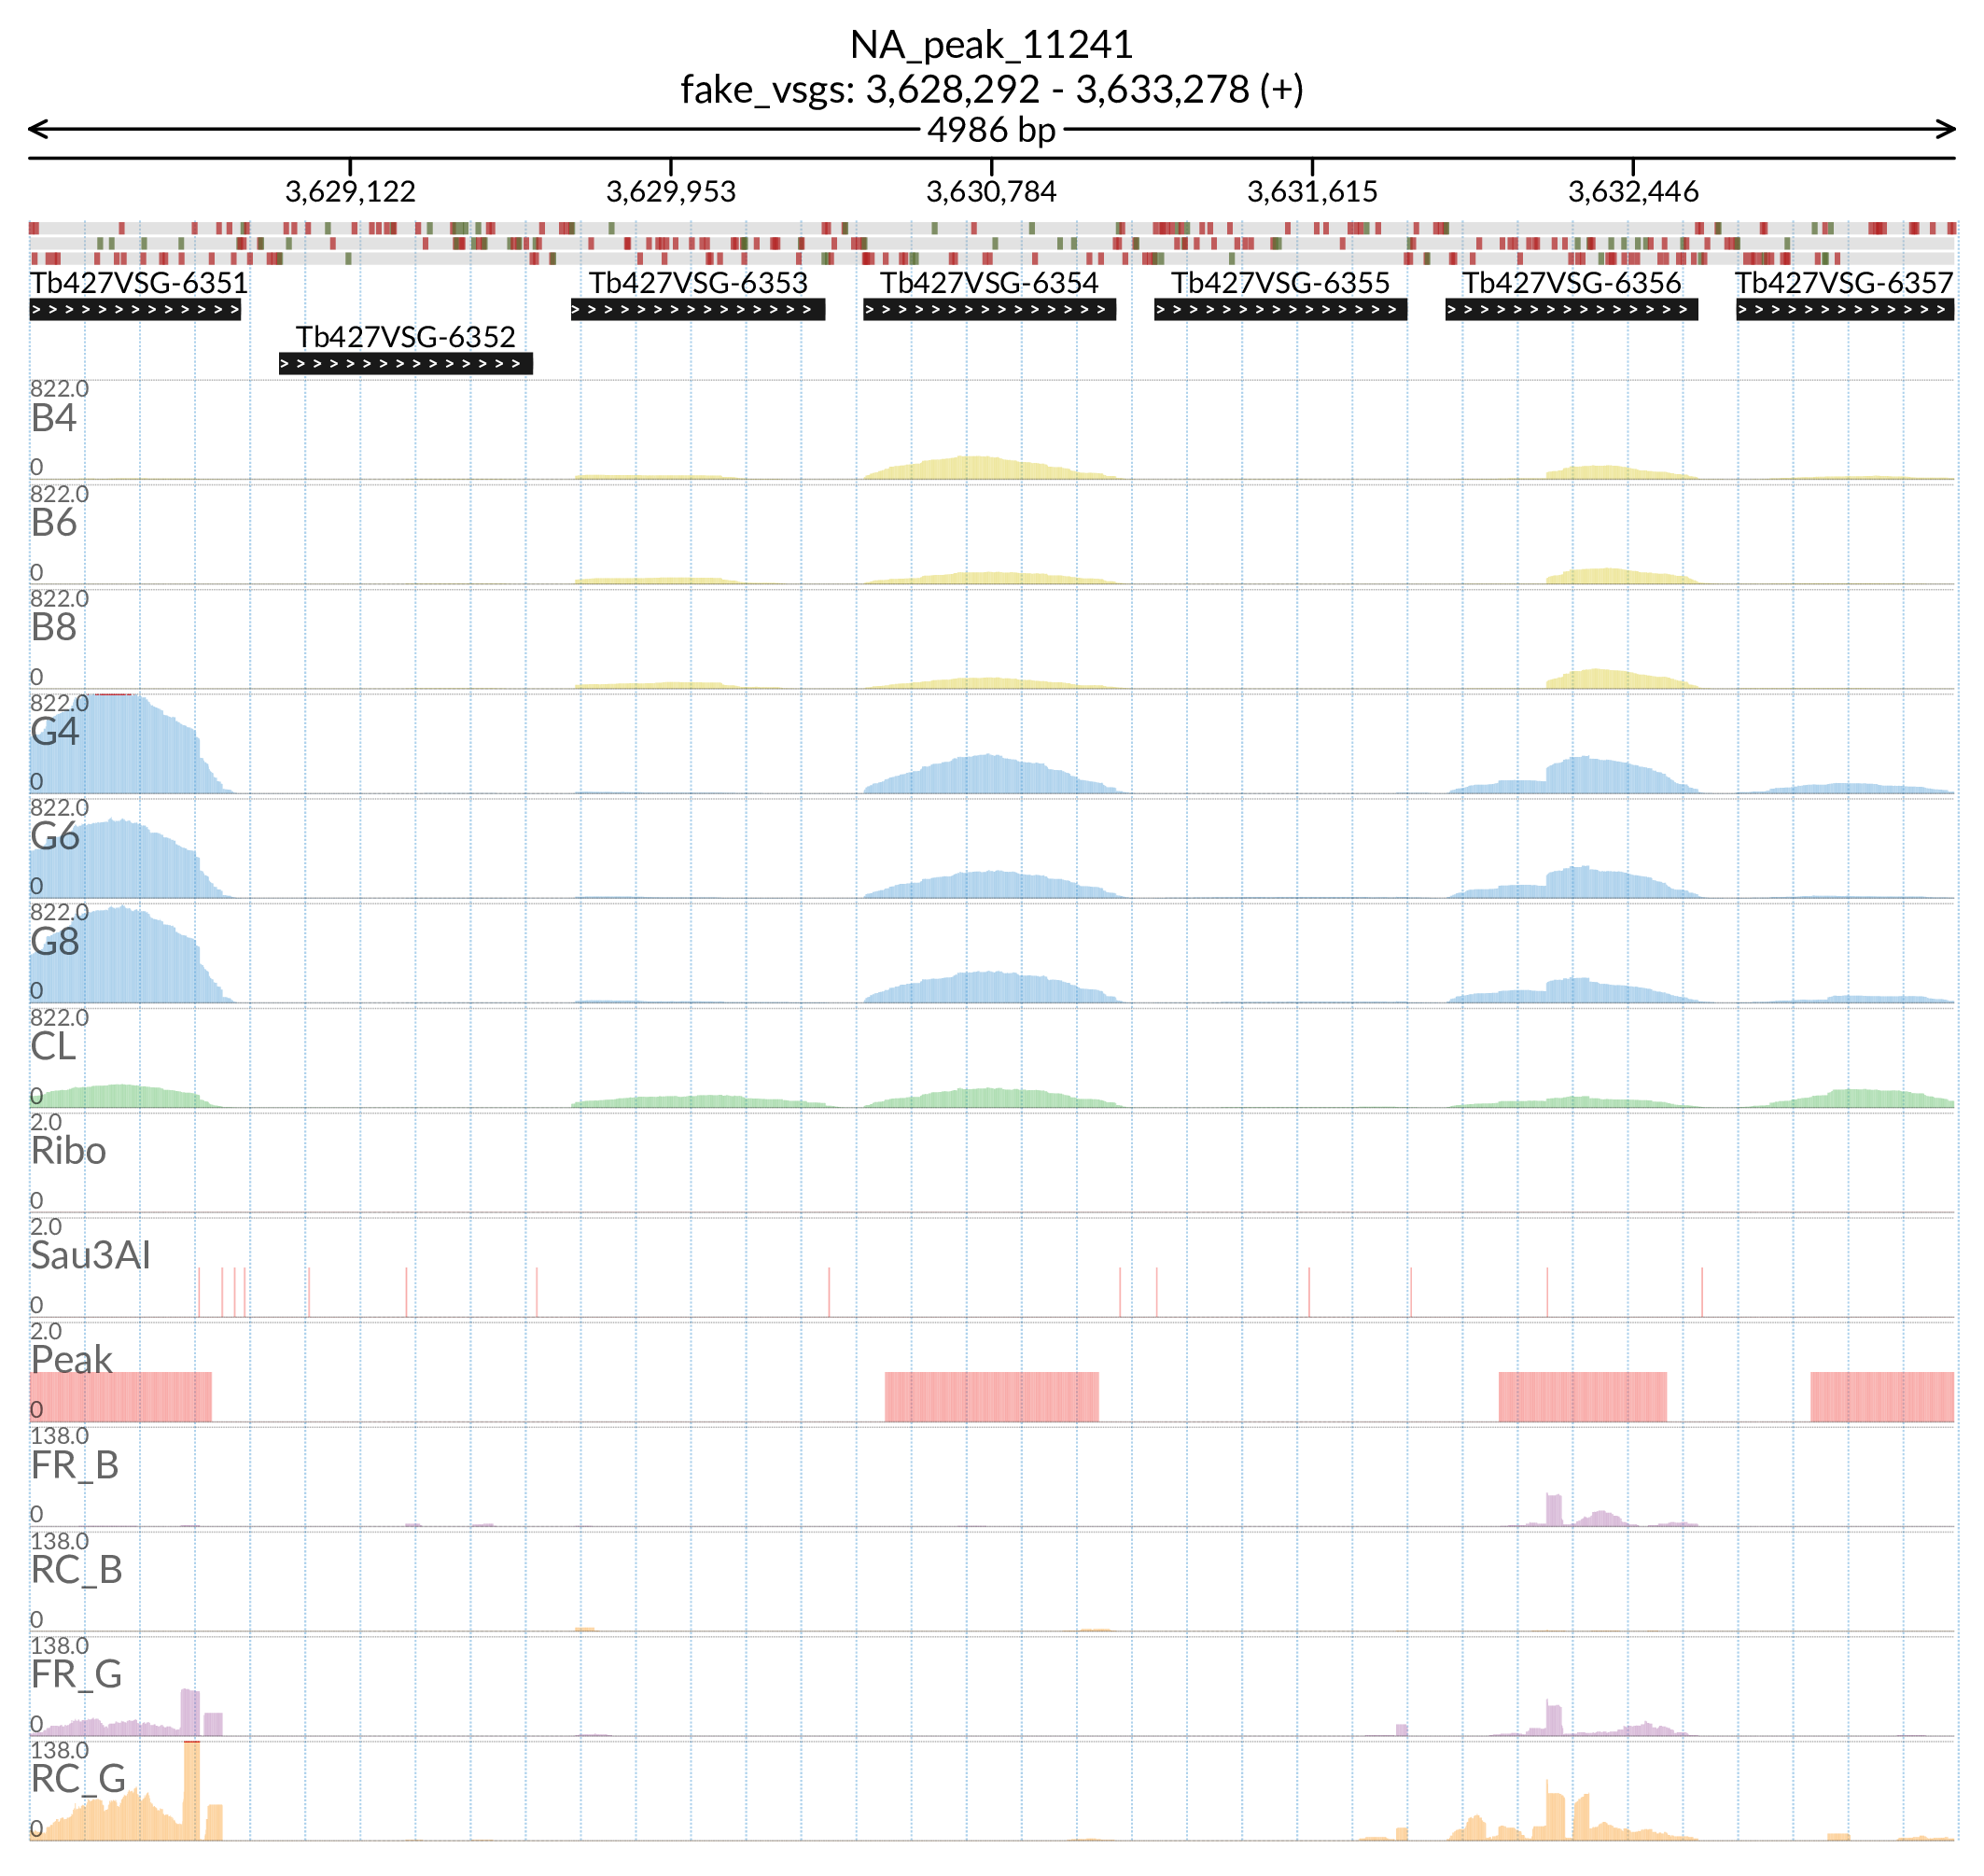 NA_peak_11241
fake_vsgs: 3,628,292 - 3,633,278 (+)
4986 bp
3,629,122 3,629,953 3,630,784 3,631,615 3,632,446
Tb427VSG-6351 Tb427VSG-6353 Tb427VSG-6354 Tb427VSG-6355 Tb427VSG-6356 Tb427VSG-6357
Tb427VSG-6352
822.0
B4
0
822.0
B6
0
822.0
B8
0
822.0
G4
0
822.0
G6
0
822.0
G8
0
822.0
CL
0
2.0
Ribo
0
2.0
Sau3AI
0
2.0
Peak
0
138.0
FR_B
0
138.0
RC_B
0
138.0
FR_G
0
138.0
RC_G
0